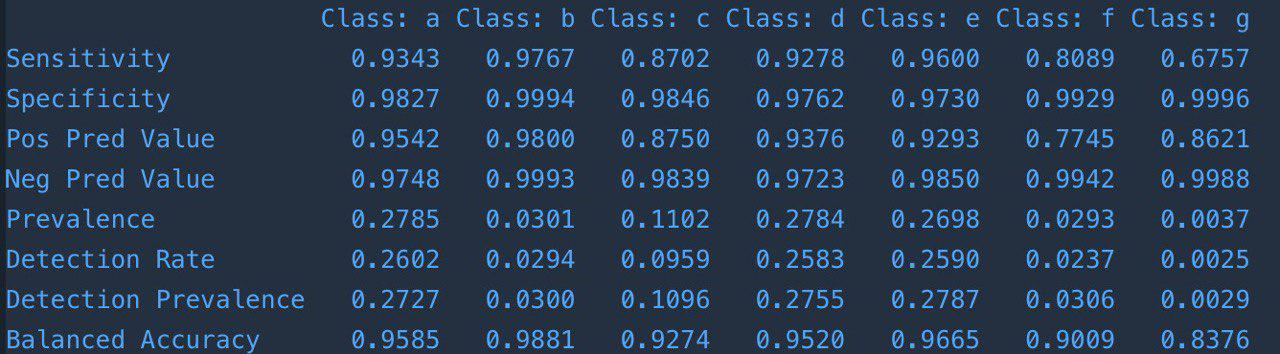 Class: a Class: b Class: c Class: d Class: e Class: f Class: g
Sensitivity 0.9343 0.9767 0.8702 0.9278 0.9600 0.8089 0.6757
Specificity 0.9827 0.9994 0.9846 0.9762 0.9730 0.9929 0.9996
Pos Pred Value 0.9542 0.9800 0.8750 0.9376 0.9293 0.7745 0.8621
Neg Pred Value 0.9748 0.9993 0.9839 0.9723 0.9850 0.9942 0.9988
Prevalence 0.2785 0.0301 0.1102 0.2784 0.2698 0.0293 0.0037
Detection Rate 0.2602 0.0294 0.0959 0.2583 0.2590 0.0237 0.0025
Detection Prevalence 0.2727 0.0300 0.1096 0.2755 0.2787 0.0306 0.0029
Balanced Accuracy 0.9585 0.9881 0.9274 0.9520 0.9665 0.9009 0.8376